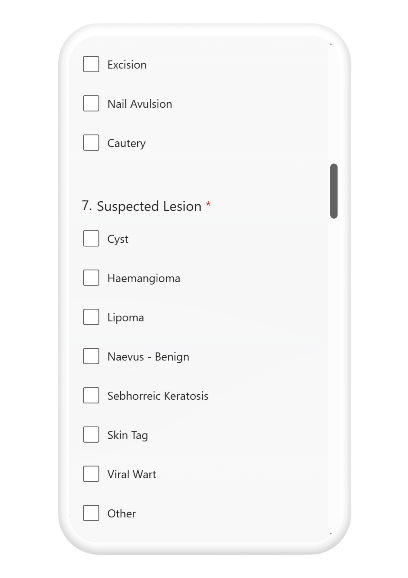 Excision
Nail Avulsion
Cautery
7. Suspected Lesion *
Cyst
Haemangioma
Lipoma
Naevus - Benign
Sebhorreic Keratosis
Skin Tag
Viral Wart
Other